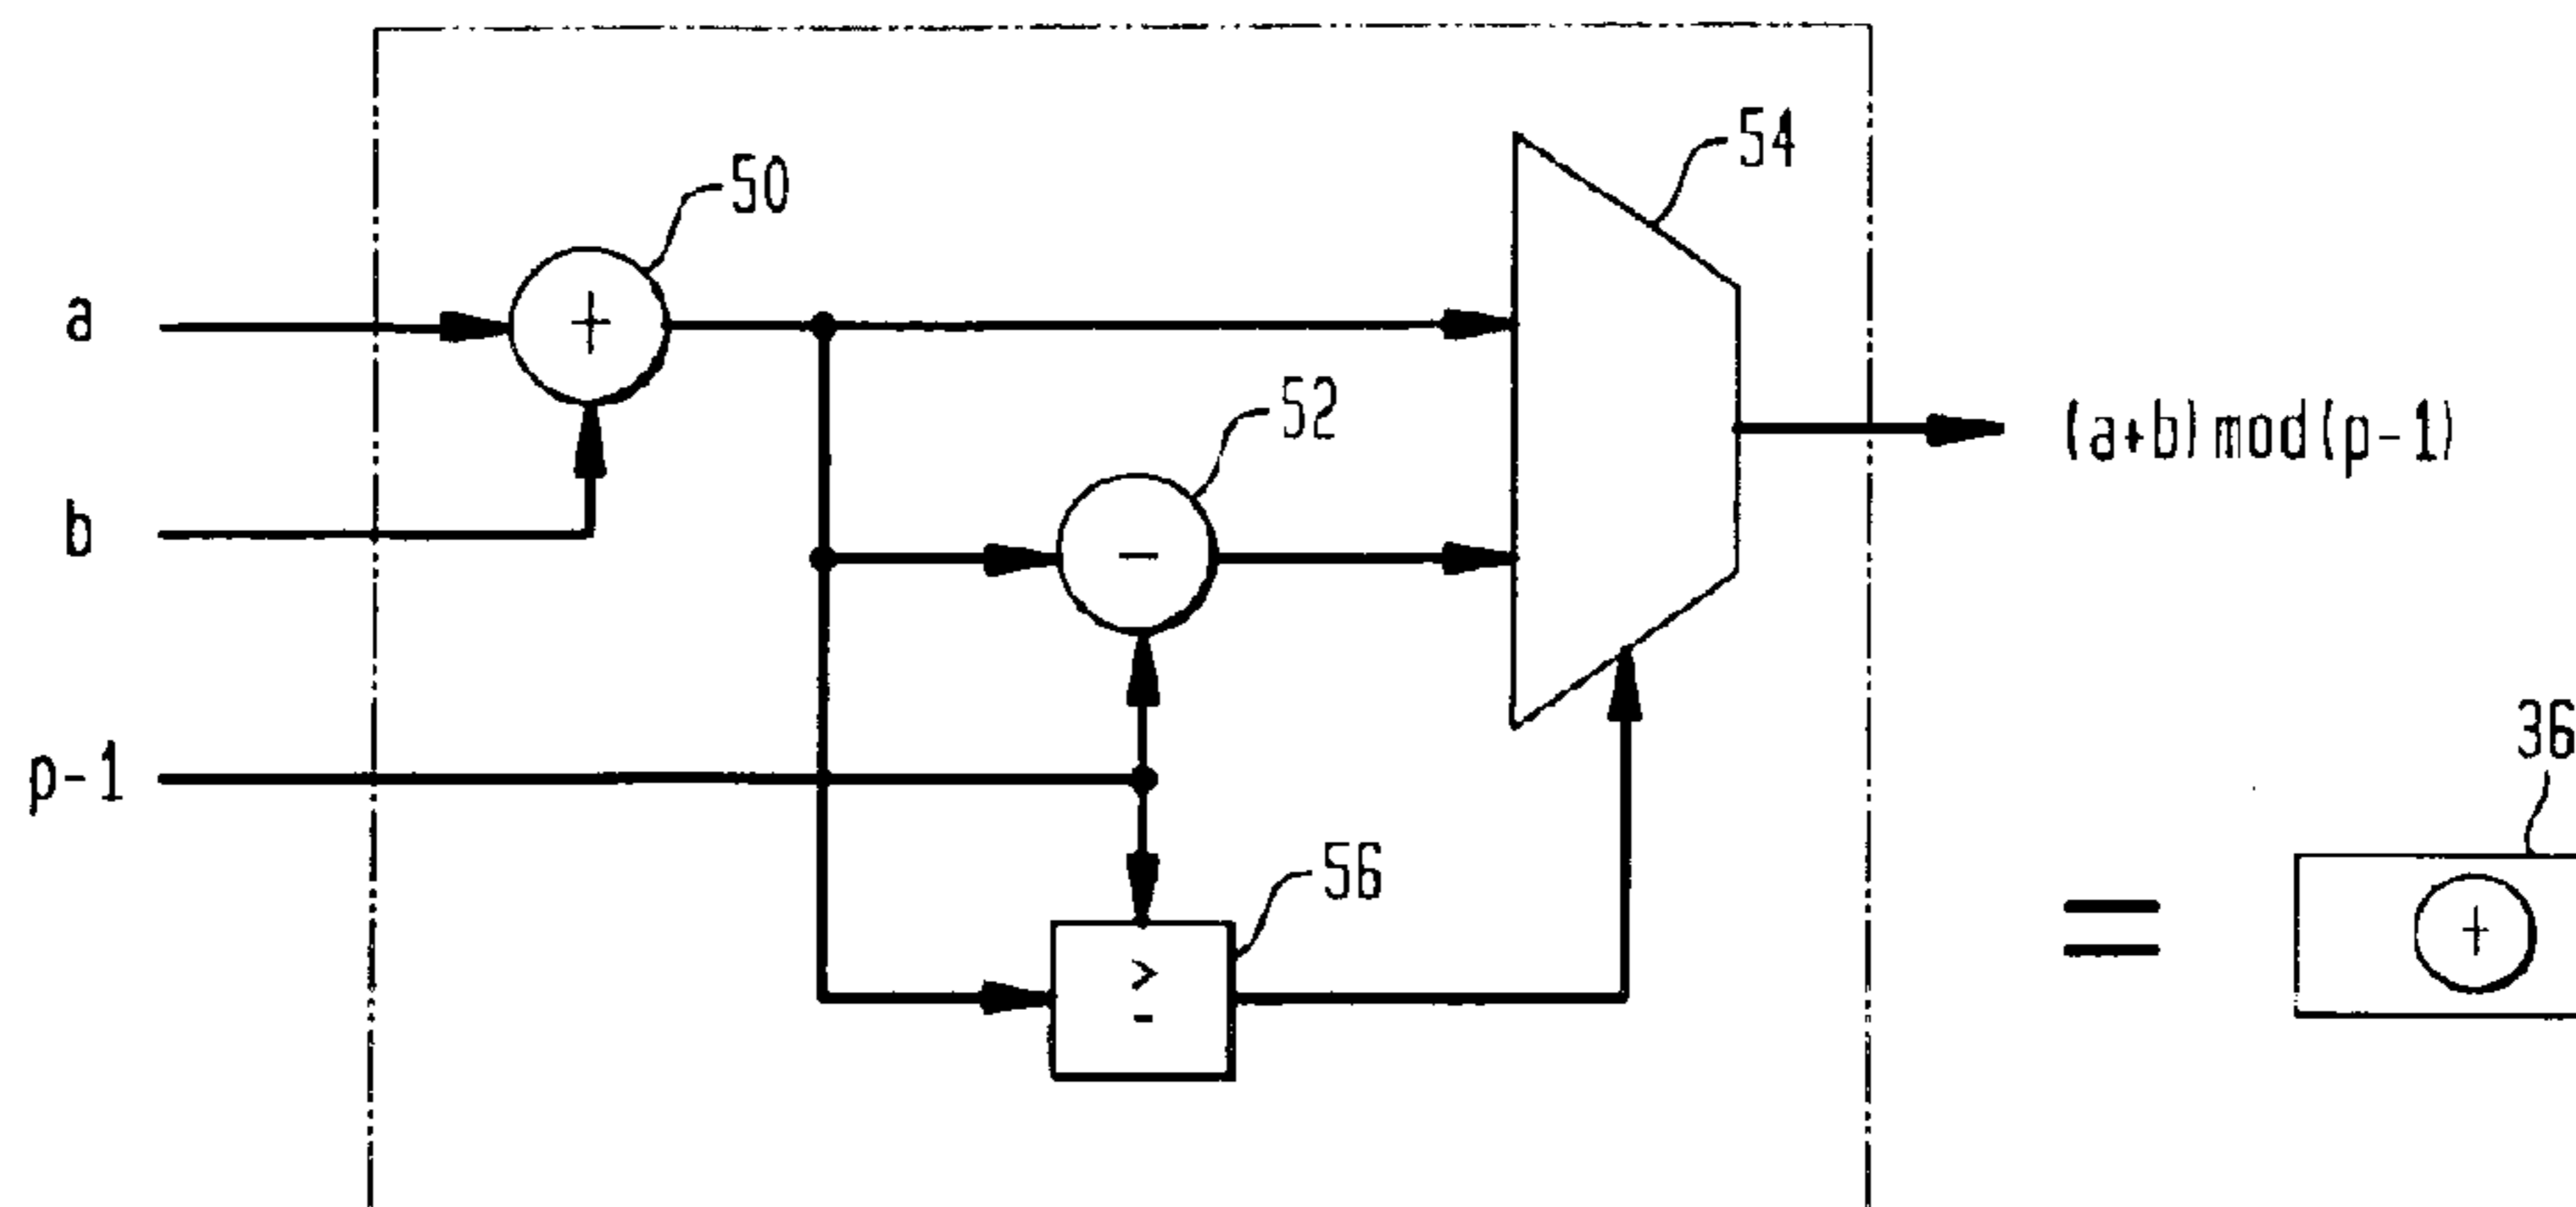 54
50
a
+
52
(a+b) mod (p-1)
b
-
p-1
36
56
>
-
=
+